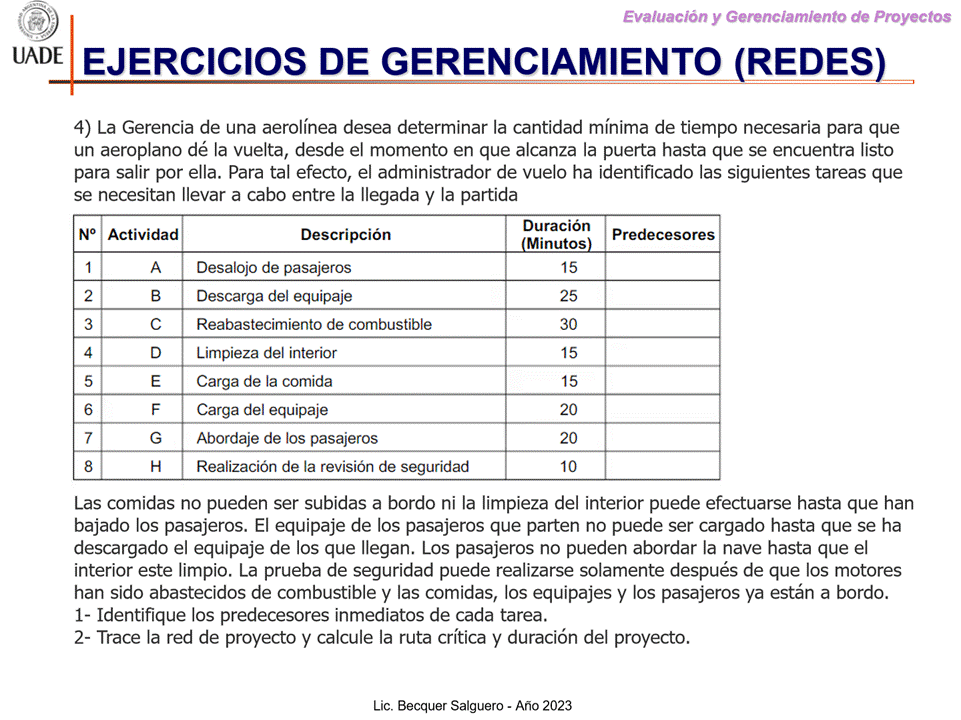 Evaluación y Gerenciamiento de Proyectos
UADE
EJERCICIOS DE GERENCIAMIENTO (REDES)
4) La Gerencia de una aerolínea desea determinar la cantidad mínima de tiempo necesaria para que
un aeroplano dé la vuelta, desde el momento en que alcanza la puerta hasta que se encuentra listo
para salir por ella. Para tal efecto, el administrador de vuelo ha identificado las siguientes tareas que
se necesitan llevar a cabo entre la llegada y la partida
Nº Actividad Descripción Duración (Minutos) Predecesores
1 A Desalojo de pasajeros 15
2 B Descarga del equipaje 25
3 C Reabastecimiento de combustible 30
4 D Limpieza del interior 15
5 E Carga de la comida 15
6 F Carga del equipaje 20
7 G Abordaje de los pasajeros 20
8 H Realización de la revisión de seguridad 10
Las comidas no pueden ser subidas a bordo ni la limpieza del interior puede efectuarse hasta que han
bajado los pasajeros. El equipaje de los pasajeros que parten no puede ser cargado hasta que se ha
descargado el equipaje de los que llegan. Los pasajeros no pueden abordar la nave hasta que el
interior este limpio. La prueba de seguridad puede realizarse solamente después de que los motores
han sido abastecidos de combustible y las comidas, los equipajes y los pasajeros ya están a bordo.
1- Identifique los predecesores inmediatos de cada tarea.
2- Trace la red de proyecto y calcule la ruta crítica y duración del proyecto.
Lic. Becquer Salguero - Año 2023